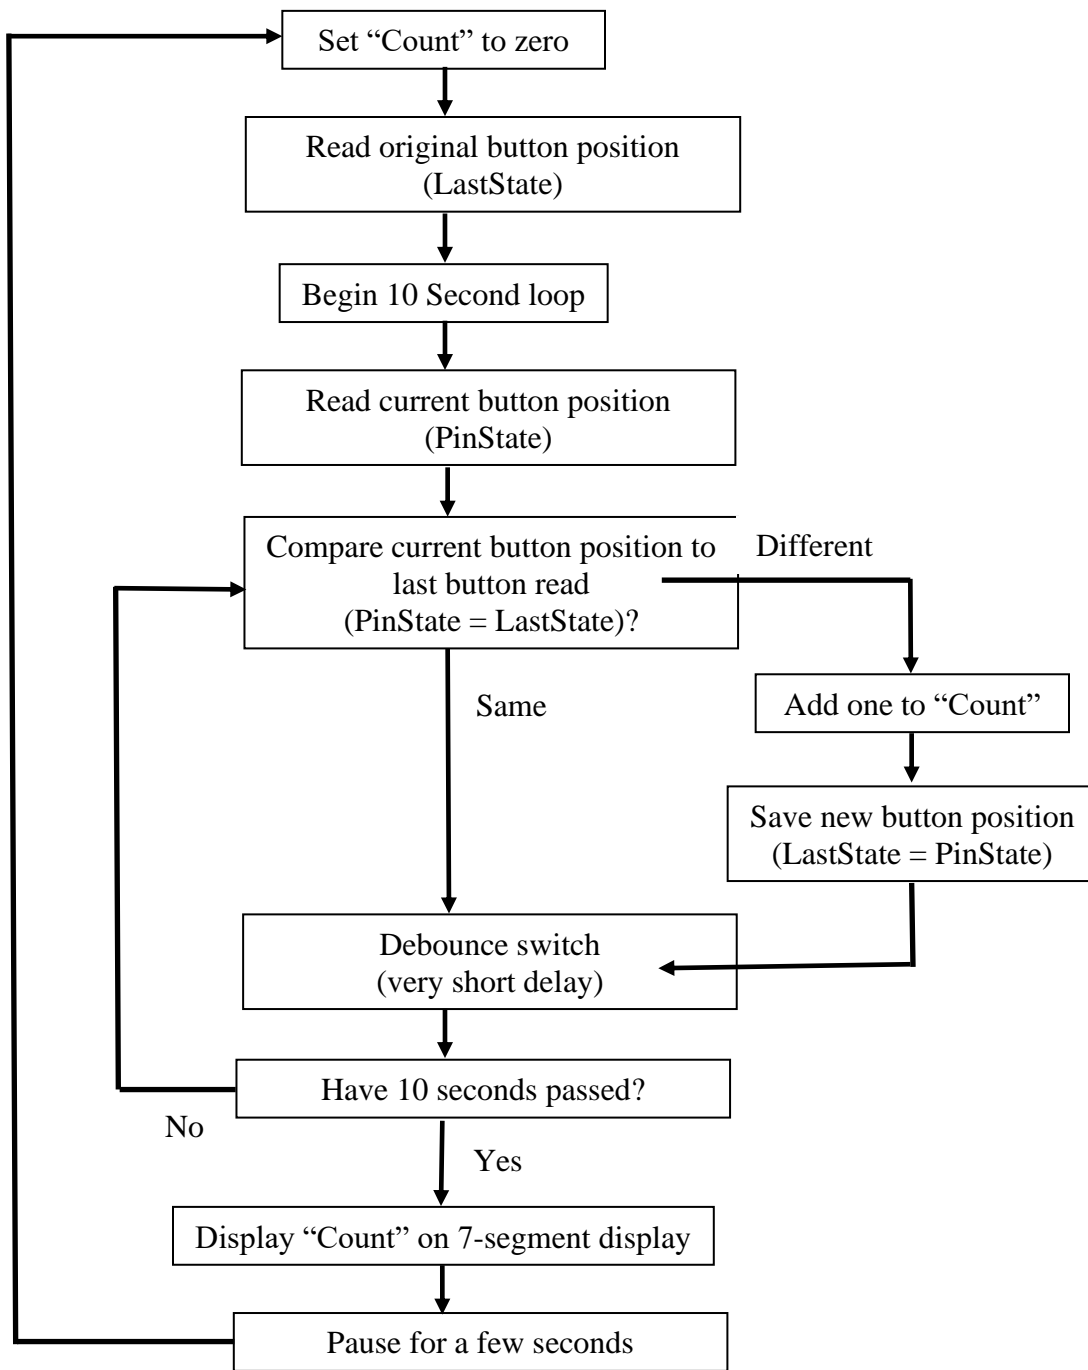 Set “Count” to zero
Read original button position
(LastState)
Begin 10 Second loop
Read current button position
(PinState)
Compare current button position to
last button read
(PinState = LastState)?
Different
Same
Add one to “Count”
Save new button position
(LastState = PinState)
Debounce switch
(very short delay)
Have 10 seconds passed?
No
Yes
Display “Count” on 7-segment display
Pause for a few seconds